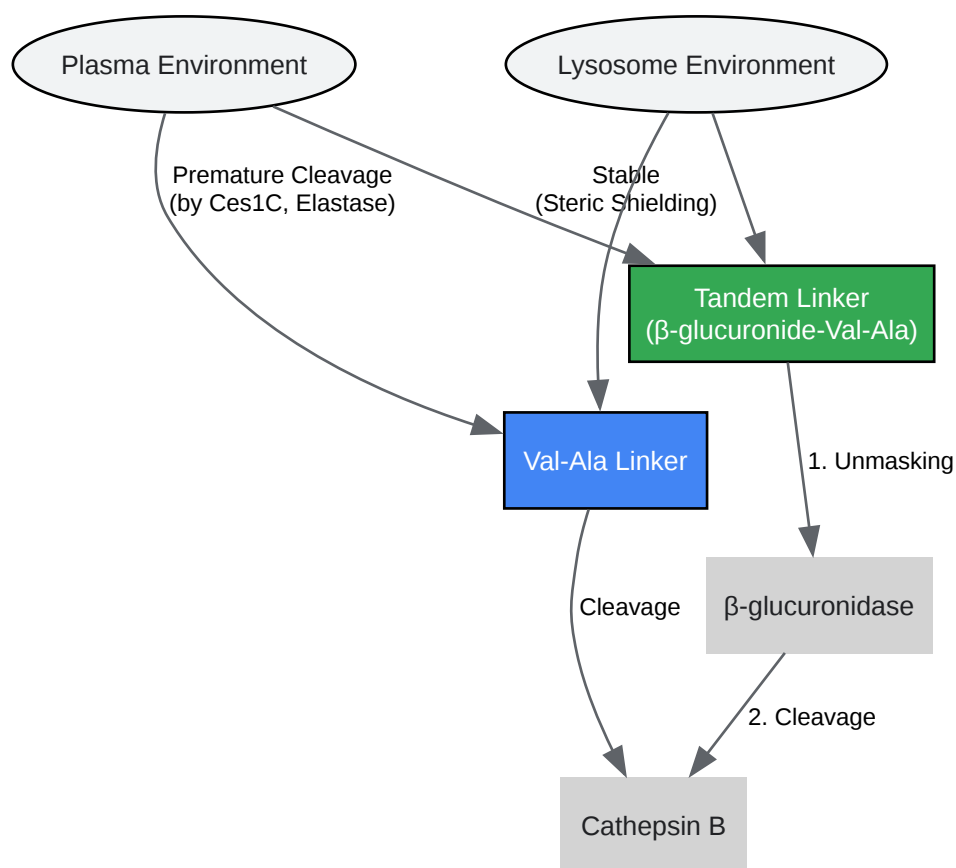 Plasma Environment
Lysosome Environment
Premature Cleavage
(by Ces1C, Elastase)
Stable
(Steric Shielding)
Tandem Linker
(β-glucuronide-Val-Ala)
Val-Ala Linker
1. Unmasking
Cleavage
β-glucuronidase
2. Cleavage
Cathepsin B